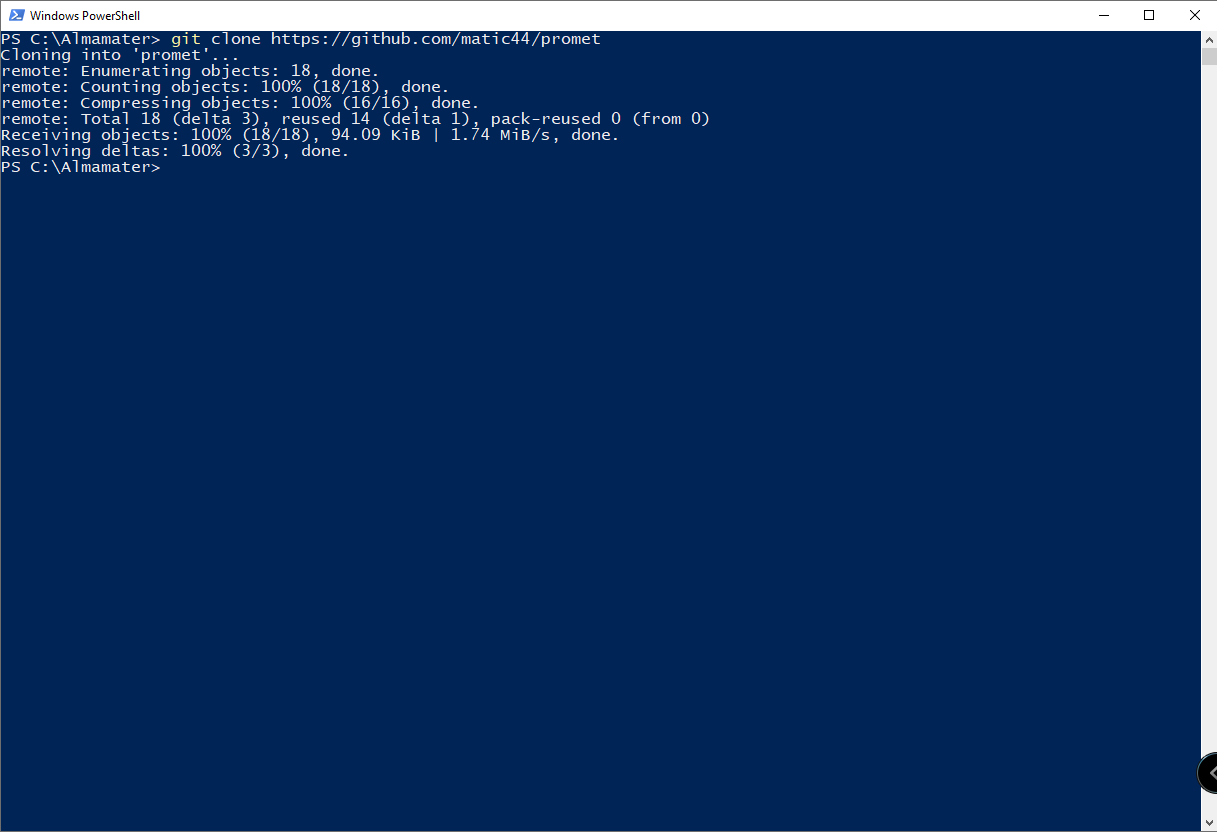 Windows PowerShell
PS C:\Almamater> git clone https://github.com/matic44/promet
Cloning into 'promet'...
remote: Enumerating objects: 18, done.
remote: Counting objects: 100% (18/18), done.
remote: Compressing objects: 100% (16/16), done.
remote: Total 18 (delta 3), reused 14 (delta 1), pack-reused 0 (from 0)
Receiving objects: 100% (18/18), 94.09 KiB | 1.74 MiB/s, done.
Resolving deltas: 100% (3/3), done.
PS C:\Almamater>